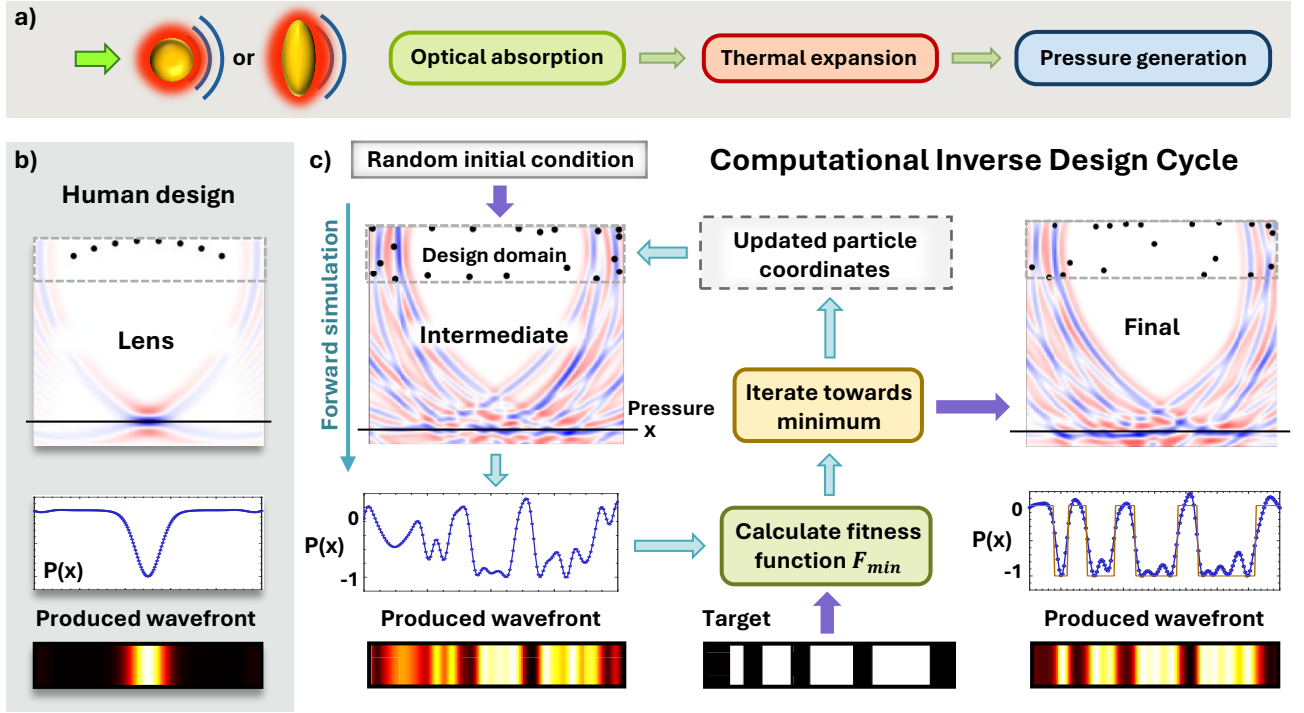 a)
or
Optical absorption
Thermal expansion
Pressure generation
b)
Human design
Lens
P(x)
Produced wavefront
c)
Random initial condition
Computational Inverse Design Cycle
Forward simulation
Design domain
Intermediate
Pressure
x
Updated particle
coordinates
Iterate towards
minimum
Final
0
P(x)
-1
Calculate fitness
function F_min
0
P(x)
-1
Produced wavefront
Target
Produced wavefront